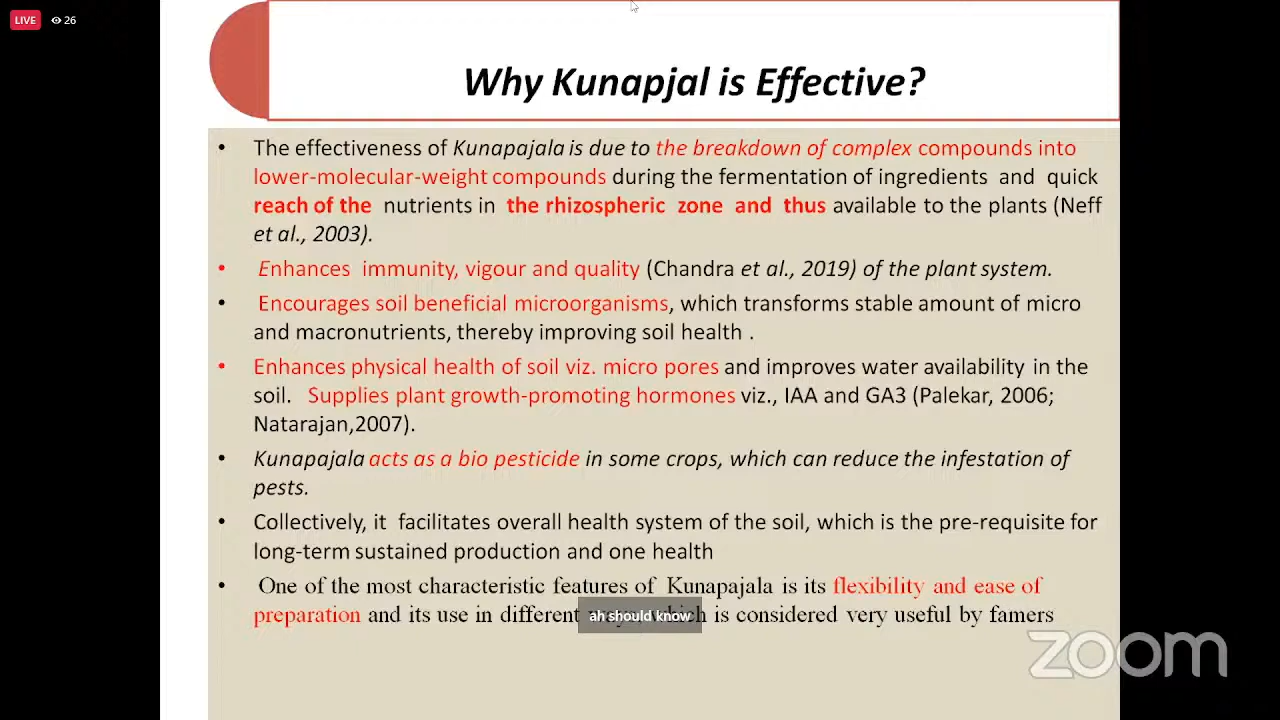 LIVE 26
Why Kunapjal is Effective?
• The effectiveness of Kunapajala is due to the breakdown of complex compounds into
lower-molecular-weight compounds during the fermentation of ingredients and quick
reach of the nutrients in the rhizospheric zone and thus available to the plants (Neff
et al., 2003).
• Enhances immunity, vigour and quality (Chandra et al., 2019) of the plant system.
• Encourages soil beneficial microorganisms, which transforms stable amount of micro
and macronutrients, thereby improving soil health .
• Enhances physical health of soil viz. micro pores and improves water availability in the
soil. Supplies plant growth-promoting hormones viz., IAA and GA3 (Palekar, 2006;
Natarajan,2007).
• Kunapajala acts as a bio pesticide in some crops, which can reduce the infestation of
pests.
• Collectively, it facilitates overall health system of the soil, which is the pre-requisite for
long-term sustained production and one health
• One of the most characteristic features of Kunapajala is its flexibility and ease of
preparation and its use in different is considered very useful by famers
ah should know
zoom